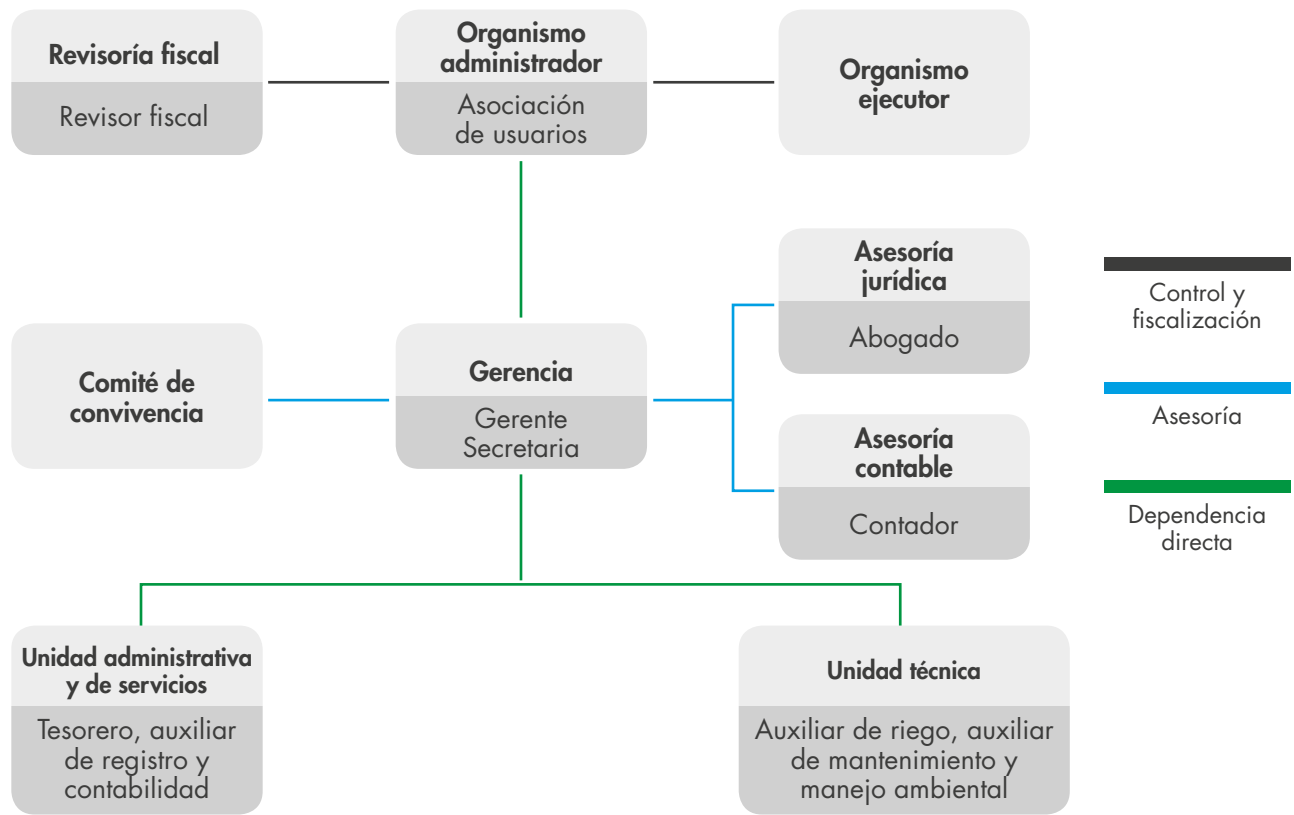 Revisoría fiscal
Revisor fiscal
Organismo
administrador
Asociación
de usuarios
Organismo
ejecutor
Asesoría
jurídica
Abogado
Comité de
convivencia
Gerencia
Gerente
Secretaria
Asesoría
contable
Contador
Control y
fiscalización
Asesoría
Dependencia
directa
Unidad administrativa
y de servicios
Tesorero, auxiliar
de registro y
contabilidad
Unidad técnica
Auxiliar de riego, auxiliar
de mantenimiento y
manejo ambiental